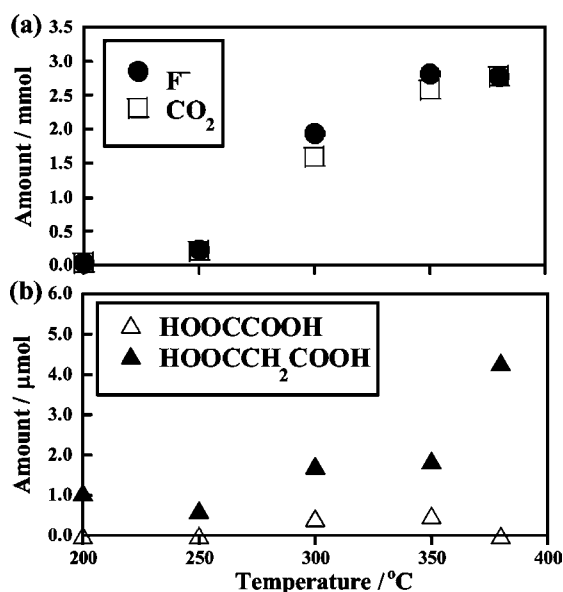 (a)
3.5
3.0
2.5
2.0
1.5
1.0
0.5
0.0
Amount / mmol
F⁻
CO₂
(b)
6.0
5.0
4.0
3.0
2.0
1.0
0.0
Amount / μmol
HOOCCOOH
HOOCCH₂COOH
200 250 300 350 400
Temperature / °C